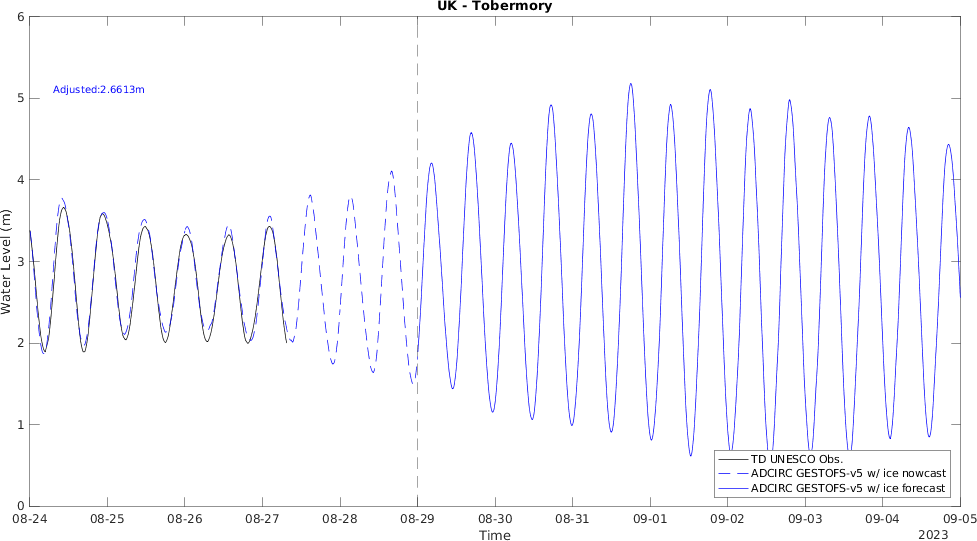 UK - Tobermory
6
5
4
3
2
1
0
Water Level (m)
Adjusted:2.6613m
TD UNESCO Obs.
ADCIRC GESTOFS-v5 w/ ice nowcast
ADCIRC GESTOFS-v5 w/ ice forecast
08-24 08-25 08-26 08-27 08-28 08-29 08-30 08-31 09-01 09-02 09-03 09-04 09-05
Time
2023